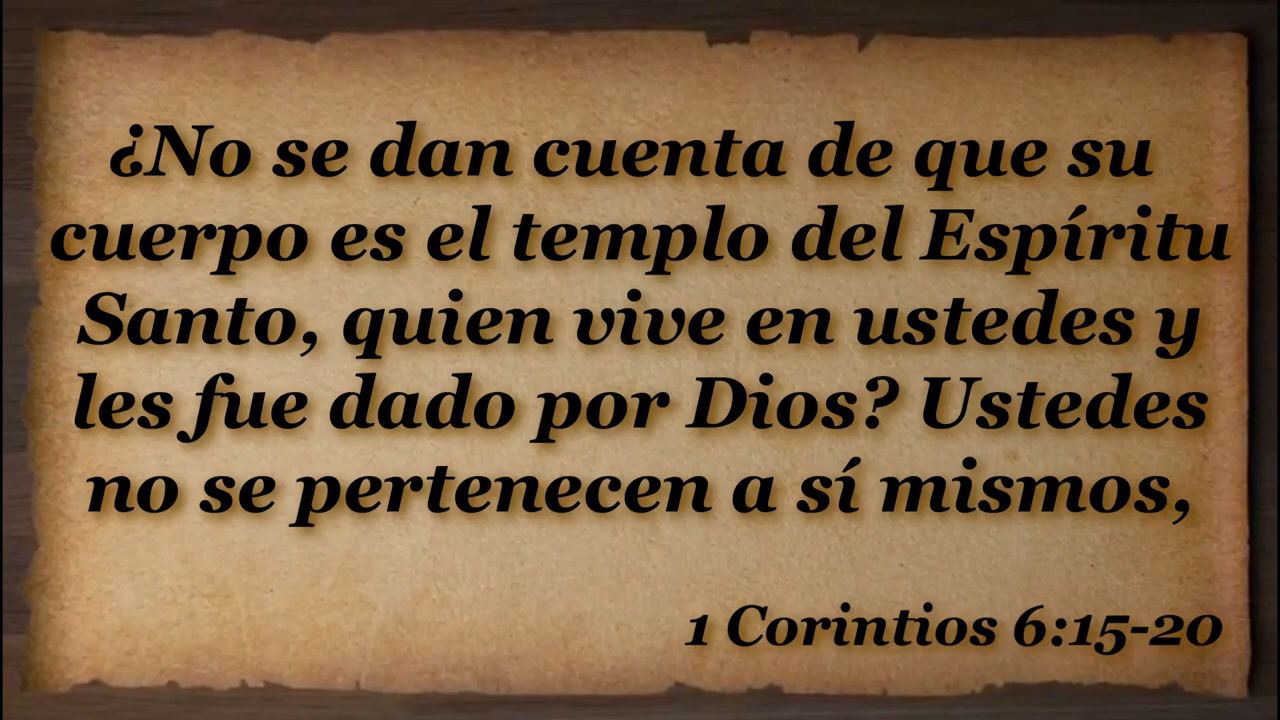 ¿No se dan cuenta de que su
cuerpo es el templo del Espíritu
Santo, quien vive en ustedes y
les fue dado por Dios? Ustedes
no se pertenecen a sí mismos,
1 Corintios 6:15-20